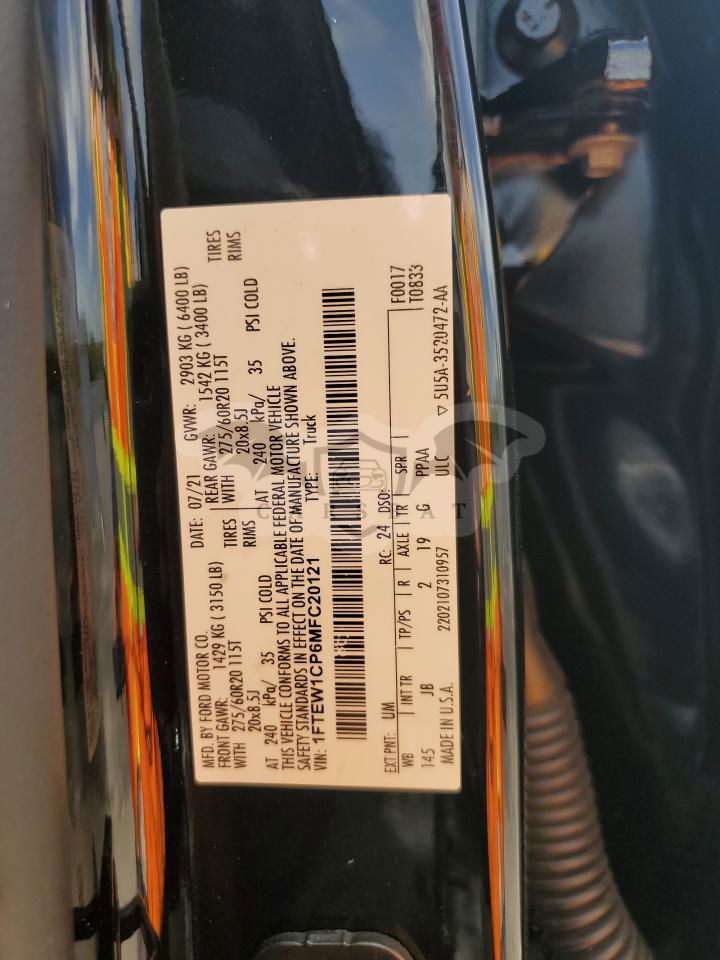 MFD. BY FORD MOTOR CO. DATE: 07/21 GVWR: 2903 KG ( 6400 LB)
FRONT GAWR: 1429 KG ( 3150 LB) REAR GAWR: 1542 KG ( 3400 LB)
WITH 275/60R20 115T TIRES WITH 275/60R20 115T TIRES
20x8.5J RIMS 20x8.5J RIMS
AT 240 kPa/ 35 PSI COLD AT 240 kPa/ 35 PSI COLD
THIS VEHICLE CONFORMS TO ALL APPLICABLE FEDERAL MOTOR VEHICLE
SAFETY STANDARDS IN EFFECT ON THE DATE OF MANUFACTURE SHOWN ABOVE.
VIN: 1FTEW1CP6MFC20121 TYPE: Truck
EXT PNT: UM RC: 24 DSO: F0017
WB INT TR TP/PS R AXLE TR SPR T0833
145 JB 2 19 G PPAA
2202107310957 ULC
MADE IN U.S.A. ▽ 5U5A-3520472-AA